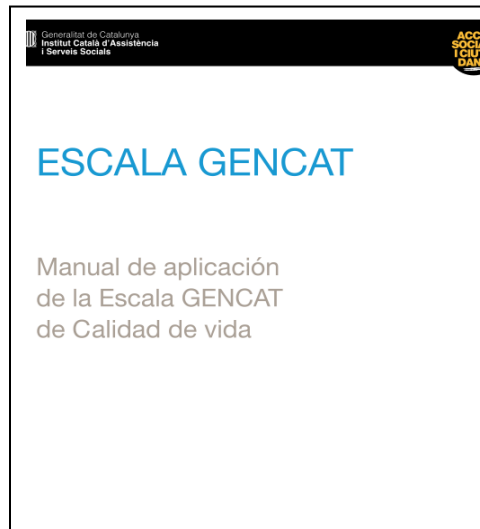 Generalitat de Catalunya
Institut Català d'Assistència
i Serveis Socials
ESCALA GENCAT
Manual de aplicación
de la Escala GENCAT
de Calidad de vida